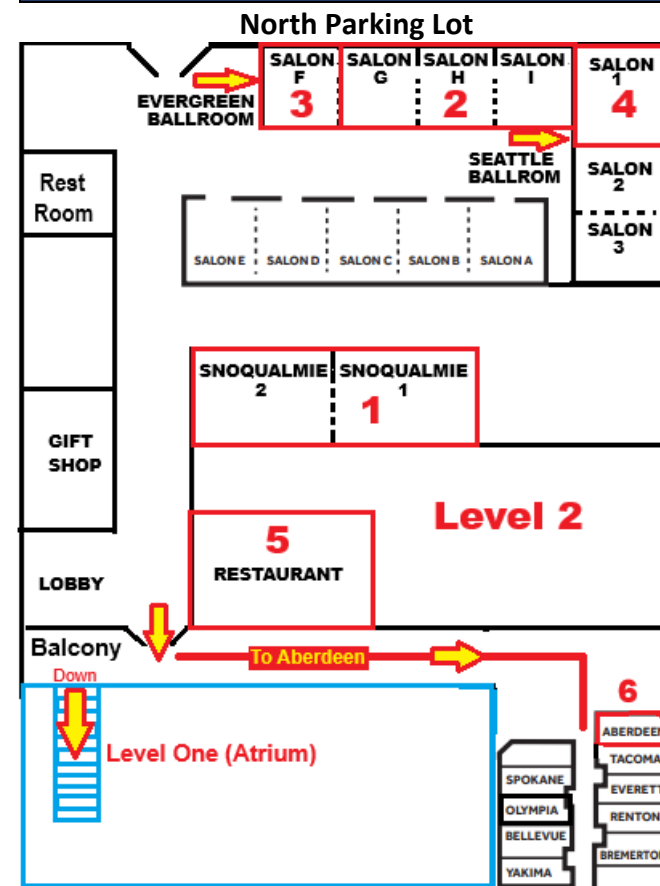 North Parking Lot
SALON F
SALON G
SALON H
SALON I
SALON 1
3
2
4
EVERGREEN
BALLROOM
SEATTLE
BALLROM
SALON 2
SALON 3
Rest
Room
SALON E
SALON D
SALON C
SALON B
SALON A
SNOQUALMIE 2
SNOQUALMIE 1
1
GIFT
SHOP
Level 2
5
RESTAURANT
LOBBY
Balcony
To Aberdeen
Down
6
ABERDEEN
Level One (Atrium)
TACOMA
SPOKANE
EVERETT
OLYMPIA
RENTON
BELLEVUE
BREMERTON
YAKIMA